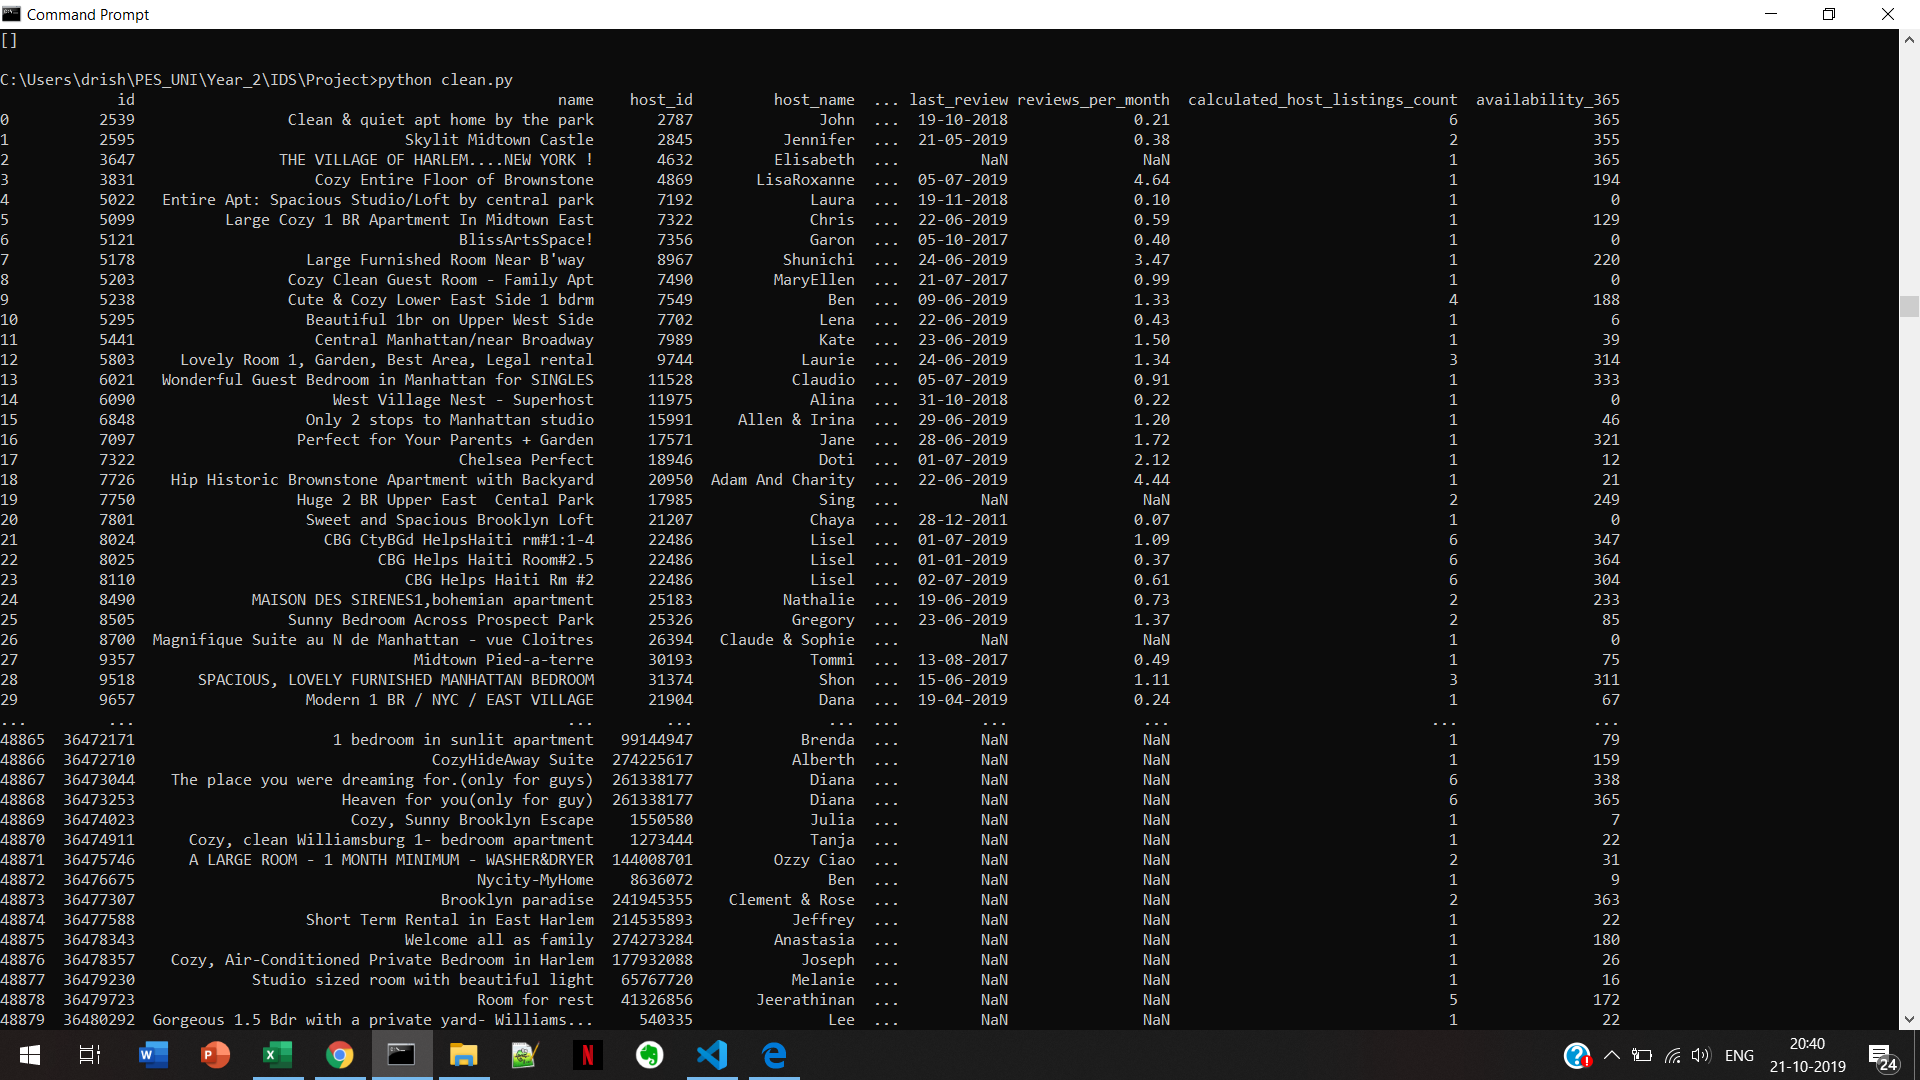 Command Prompt
[]
C:\Users\drish\PES_UNI\Year_2\IDS\Project>python clean.py
id name host_id host_name ... last_review reviews_per_month calculated_host_listings_count availability_365
0 2539 Clean & quiet apt home by the park 2787 John ... 19-10-2018 0.21 6 365
1 2595 Skylit Midtown Castle 2845 Jennifer ... 21-05-2019 0.38 2 355
2 3647 THE VILLAGE OF HARLEM....NEW YORK ! 4632 Elisabeth ... NaN NaN 1 365
3 3831 Cozy Entire Floor of Brownstone 4869 LisaRoxanne ... 05-07-2019 4.64 1 194
4 5022 Entire Apt: Spacious Studio/Loft by central park 7192 Laura ... 19-11-2018 0.10 1 0
5 5099 Large Cozy 1 BR Apartment In Midtown East 7322 Chris ... 22-06-2019 0.59 1 129
6 5121 BlissArtsSpace! 7356 Garon ... 05-10-2017 0.40 1 0
7 5178 Large Furnished Room Near B'way 8967 Shunichi ... 24-06-2019 3.47 1 220
8 5203 Cozy Clean Guest Room - Family Apt 7490 MaryEllen ... 21-07-2017 0.99 1 0
9 5238 Cute & Cozy Lower East Side 1 bdrm 7549 Ben ... 09-06-2019 1.33 4 188
10 5295 Beautiful 1br on Upper West Side 7702 Lena ... 22-06-2019 0.43 1 6
11 5441 Central Manhattan/near Broadway 7989 Kate ... 23-06-2019 1.50 1 39
12 5803 Lovely Room 1, Garden, Best Area, Legal rental 9744 Laurie ... 24-06-2019 1.34 3 314
13 6021 Wonderful Guest Bedroom in Manhattan for SINGLES 11528 Claudio ... 05-07-2019 0.91 1 333
14 6090 West Village Nest - Superhost 11975 Alina ... 31-10-2018 0.22 1 0
15 6848 Only 2 stops to Manhattan studio 15991 Allen & Irina ... 29-06-2019 1.20 1 46
16 7097 Perfect for Your Parents + Garden 17571 Jane ... 28-06-2019 1.72 1 321
17 7322 Chelsea Perfect 18946 Doti ... 01-07-2019 2.12 1 12
18 7726 Hip Historic Brownstone Apartment with Backyard 20950 Adam And Charity ... 22-06-2019 4.44 1 21
19 7750 Huge 2 BR Upper East  Cental Park 17985 Sing ... NaN NaN 2 249
20 7801 Sweet and Spacious Brooklyn Loft 21207 Chaya ... 28-12-2011 0.07 1 0
21 8024 CBG CtyBGd HelpsHaiti rm#1:1-4 22486 Lisel ... 01-07-2019 1.09 6 347
22 8025 CBG Helps Haiti Room#2.5 22486 Lisel ... 01-01-2019 0.37 6 364
23 8110 CBG Helps Haiti Rm #2 22486 Lisel ... 02-07-2019 0.61 6 304
24 8490 MAISON DES SIRENES1,bohemian apartment 25183 Nathalie ... 19-06-2019 0.73 2 233
25 8505 Sunny Bedroom Across Prospect Park 25326 Gregory ... 23-06-2019 1.37 2 85
26 8700 Magnifique Suite au N de Manhattan - vue Cloitres 26394 Claude & Sophie ... NaN NaN 1 0
27 9357 Midtown Pied-a-terre 30193 Tommi ... 13-08-2017 0.49 1 75
28 9518 SPACIOUS, LOVELY FURNISHED MANHATTAN BEDROOM 31374 Shon ... 15-06-2019 1.11 3 311
29 9657 Modern 1 BR / NYC / EAST VILLAGE 21904 Dana ... 19-04-2019 0.24 1 67
... ... ... ... ... ... ... ... ... ...
48865 36472171 1 bedroom in sunlit apartment 99144947 Brenda ... NaN NaN 1 79
48866 36472710 CozyHideAway Suite 274225617 Alberth ... NaN NaN 1 159
48867 36473044 The place you were dreaming for.(only for guys) 261338177 Diana ... NaN NaN 6 338
48868 36473253 Heaven for you(only for guy) 261338177 Diana ... NaN NaN 6 365
48869 36474023 Cozy, Sunny Brooklyn Escape 1550580 Julia ... NaN NaN 1 7
48870 36474911 Cozy, clean Williamsburg 1- bedroom apartment 1273444 Tanja ... NaN NaN 1 22
48871 36475746 A LARGE ROOM - 1 MONTH MINIMUM - WASHER&DRYER 144008701 Ozzy Ciao ... NaN NaN 2 31
48872 36476675 Nycity-MyHome 8636072 Ben ... NaN NaN 1 9
48873 36477307 Brooklyn paradise 241945355 Clement & Rose ... NaN NaN 2 363
48874 36477588 Short Term Rental in East Harlem 214535893 Jeffrey ... NaN NaN 1 22
48875 36478343 Welcome all as family 274273284 Anastasia ... NaN NaN 1 180
48876 36478357 Cozy, Air-Conditioned Private Bedroom in Harlem 177932088 Joseph ... NaN NaN 1 26
48877 36479230 Studio sized room with beautiful light 65767720 Melanie ... NaN NaN 1 16
48878 36479723 Room for rest 41326856 Jeerathinan ... NaN NaN 5 172
48879 36480292 Gorgeous 1.5 Bdr with a private yard- Williams... 540335 Lee ... NaN NaN 1 22
ENG
20:40
21-10-2019
24